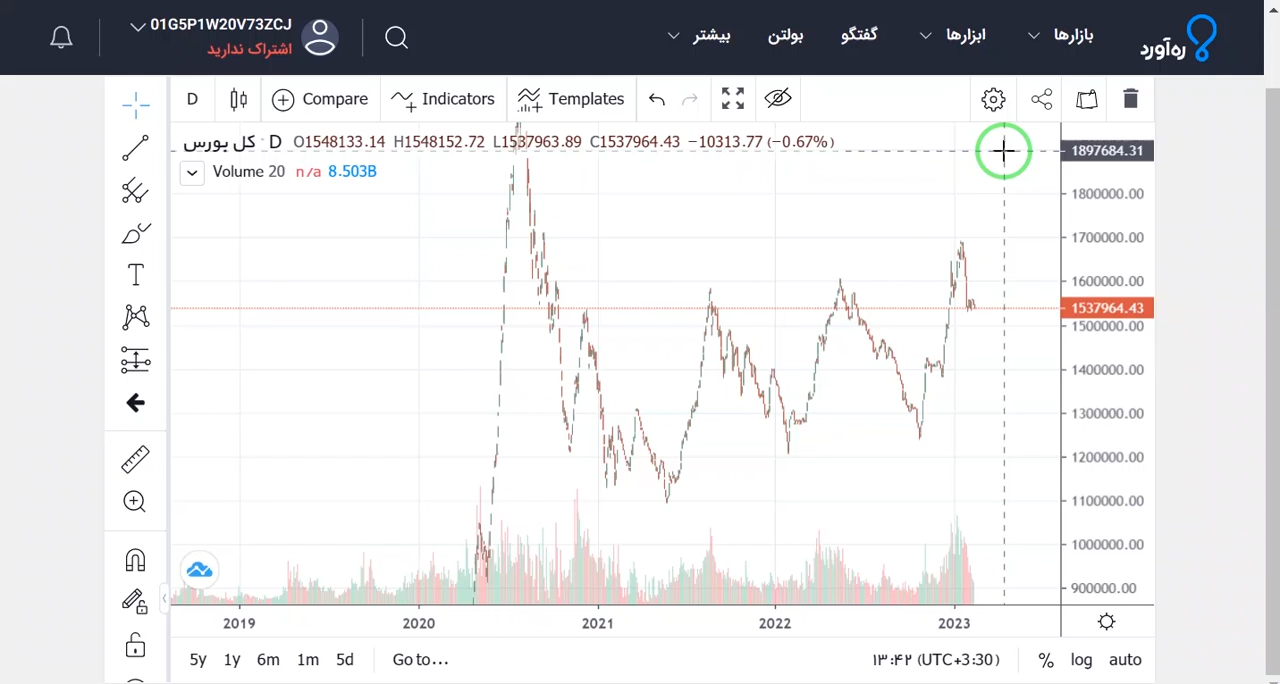 01G5P1W20V73ZCJ
اشتراک ندارید
بیشتر
بولتن
گفتگو
ابزارها
بازارها
ره‌آورد
D
Compare
Indicators
Templates
کل بورس · D O1548133.14 H1548152.72 L1537963.89 C1537964.43 −10313.77 (−0.67%)
Volume 20 n/a 8.503B
1897684.31
1800000.00
1700000.00
1600000.00
1537964.43
1500000.00
1400000.00
1300000.00
1200000.00
1100000.00
1000000.00
900000.00
2019 2020 2021 2022 2023
5y 1y 6m 1m 5d Go to... ۱۳:۴۲ (UTC+3:30) % log auto